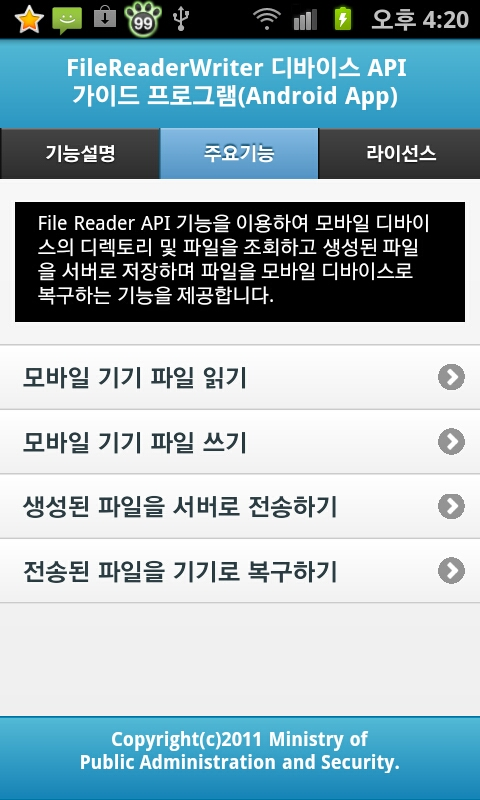 99
오후 4:20
FileReaderWriter 디바이스 API
가이드 프로그램(Android App)
기능설명
주요기능
라이선스
File Reader API 기능을 이용하여 모바일 디바이
스의 디렉토리 및 파일을 조회하고 생성된 파일
을 서버로 저장하며 파일을 모바일 디바이스로
복구하는 기능을 제공합니다.
모바일 기기 파일 읽기
모바일 기기 파일 쓰기
생성된 파일을 서버로 전송하기
전송된 파일을 기기로 복구하기
Copyright(c)2011 Ministry of
Public Administration and Security.